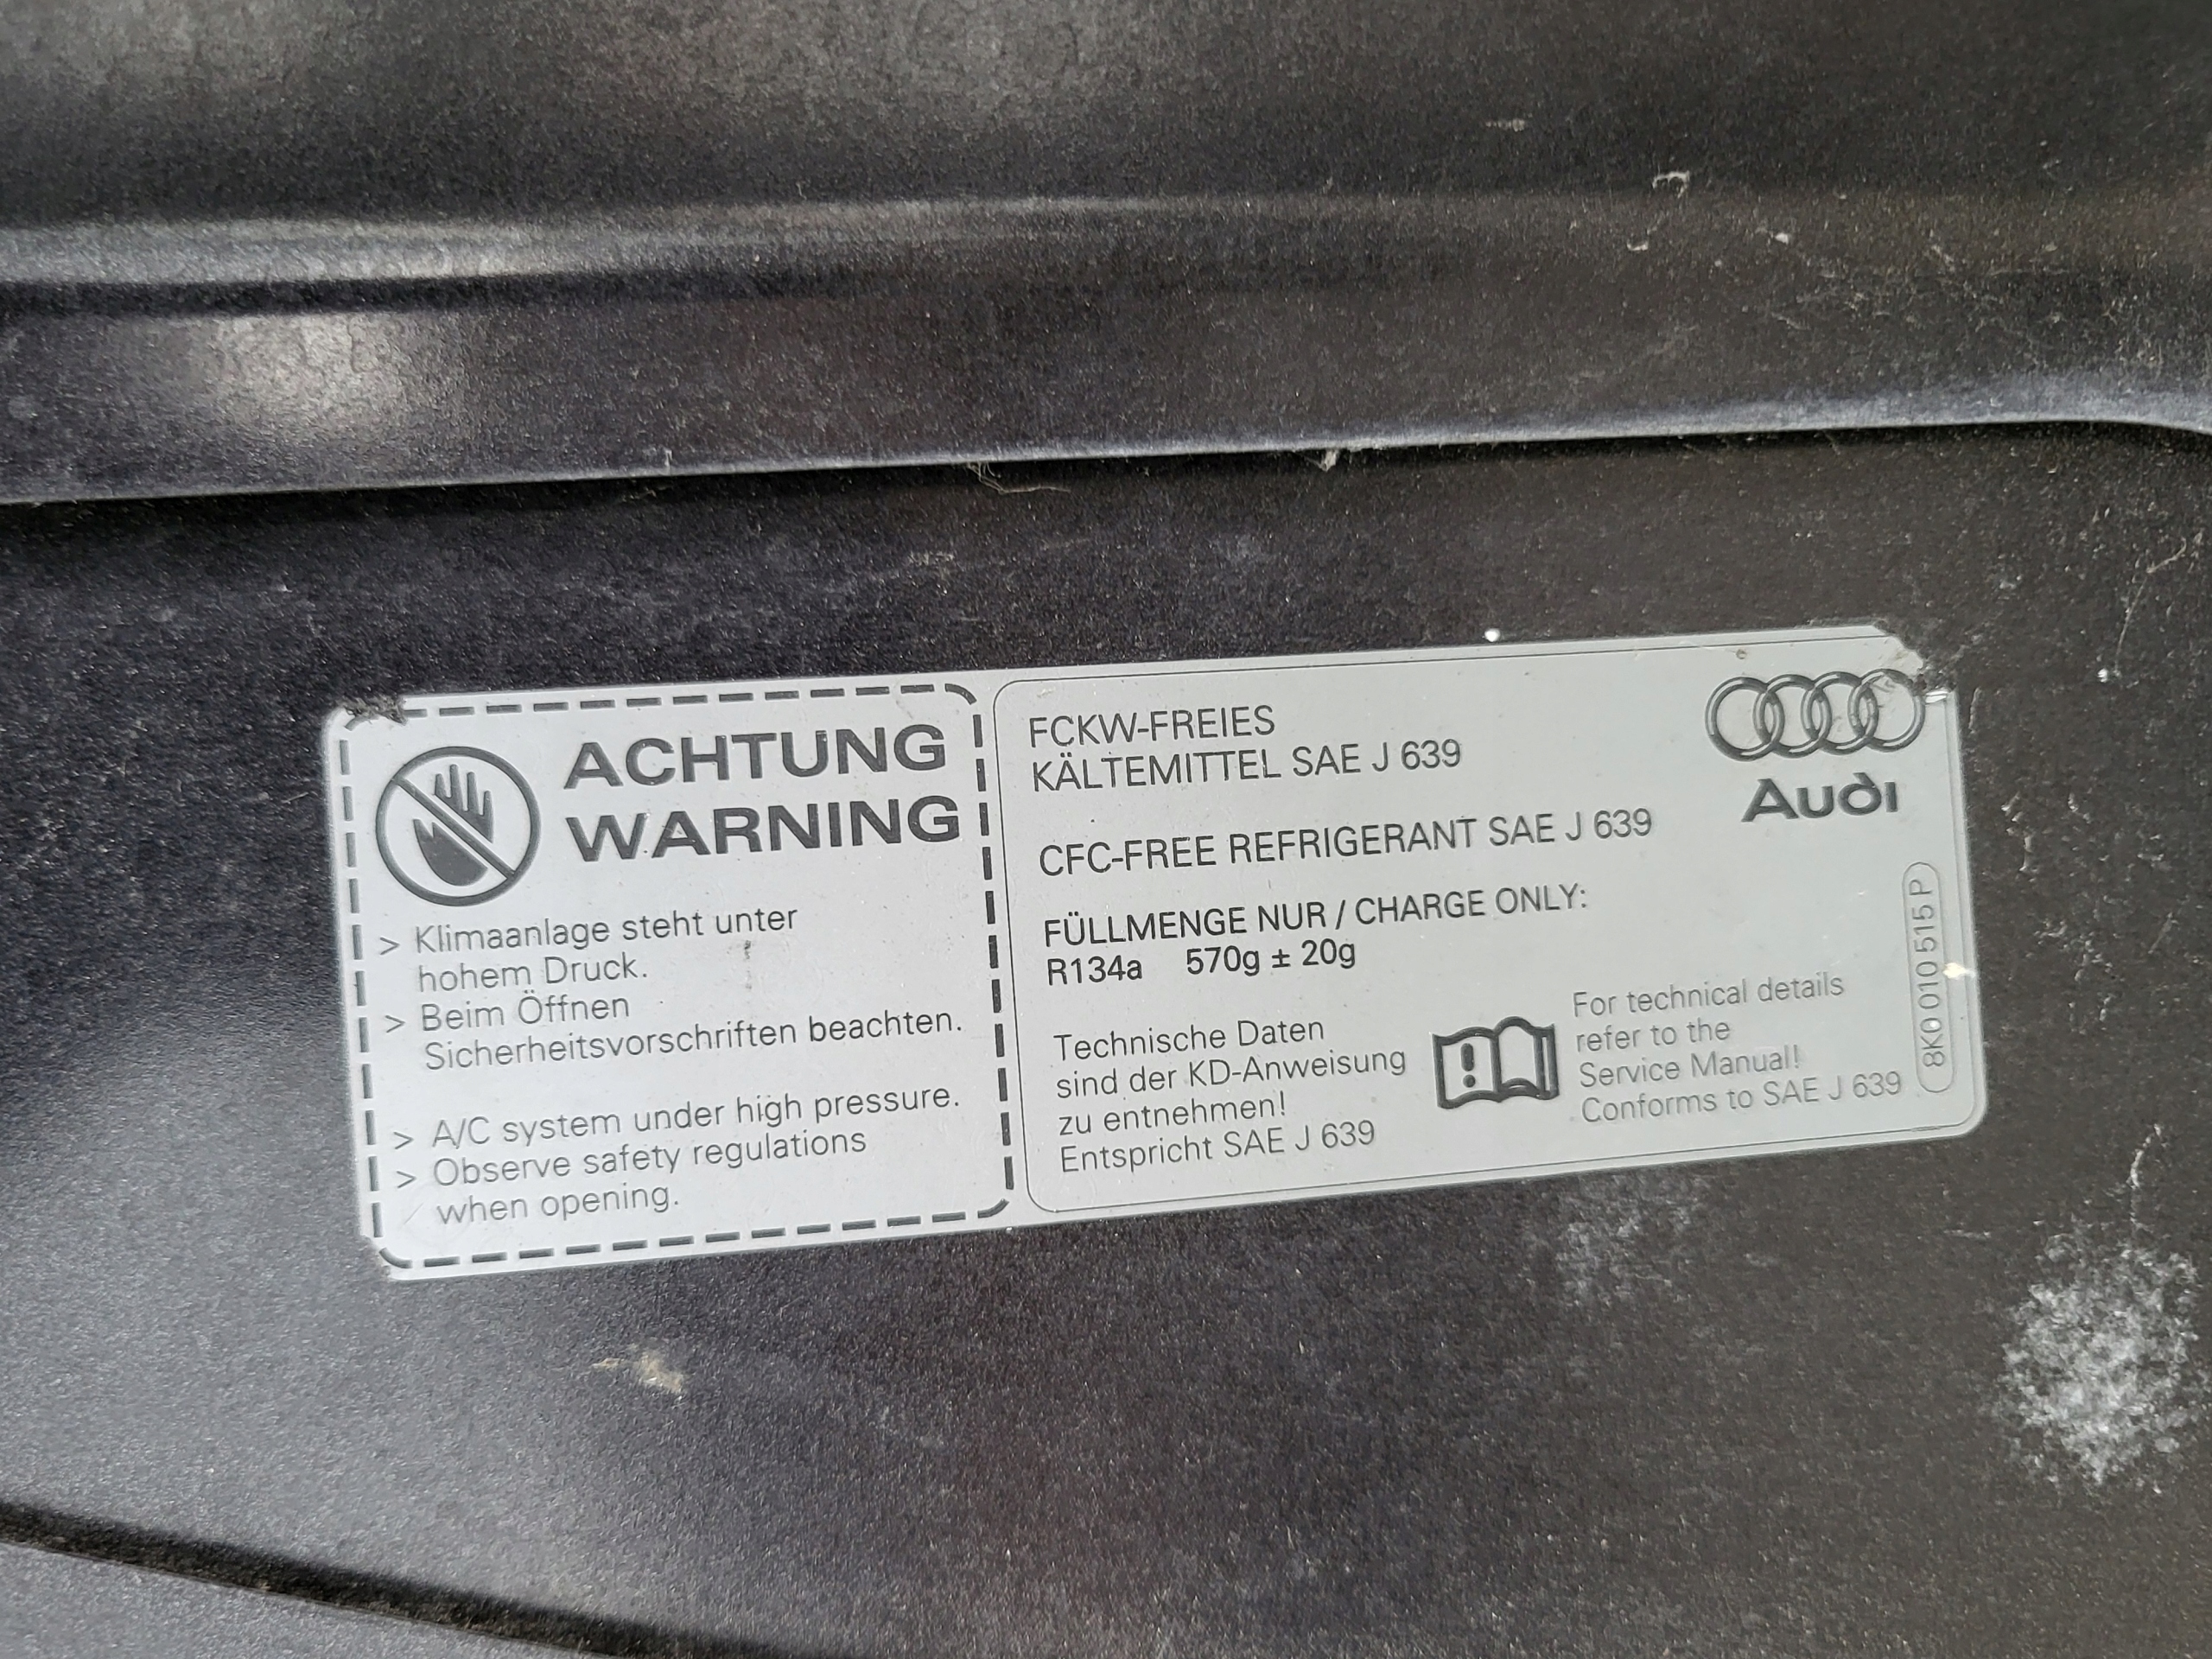 ACHTUNG
WARNING
> Klimaanlage steht unter
hohem Druck.
> Beim Öffnen
Sicherheitsvorschriften beachten.
> A/C system under high pressure.
> Observe safety regulations
when opening.
FCKW-FREIES
KÄLTEMITTEL SAE J 639
CFC-FREE REFRIGERANT SAE J 639
FÜLLMENGE NUR / CHARGE ONLY:
R134a 570g ± 20g
Technische Daten
sind der KD-Anweisung
zu entnehmen!
Entspricht SAE J 639
For technical details
refer to the
Service Manual!
Conforms to SAE J 639
Audi
8K0 010 515 P